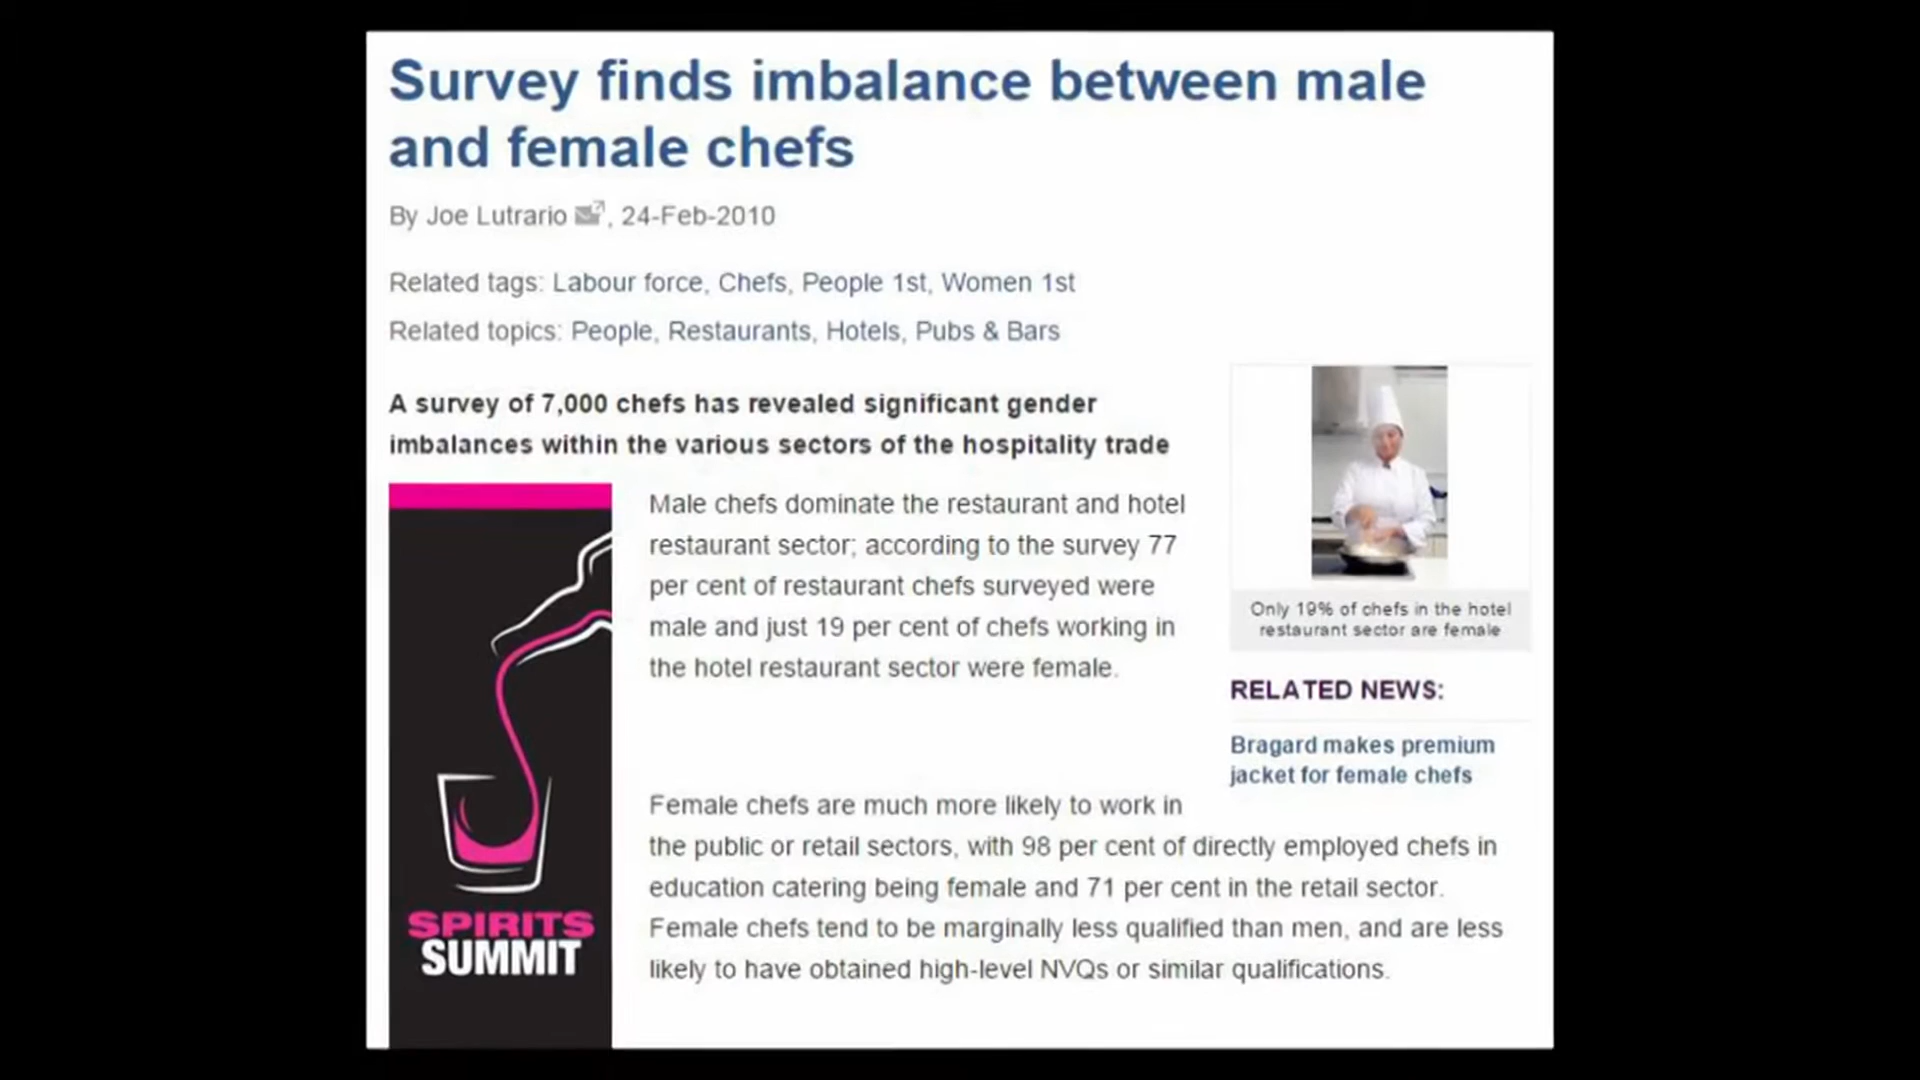 Survey finds imbalance between male
and female chefs
By Joe Lutrario , 24-Feb-2010
Related tags: Labour force, Chefs, People 1st, Women 1st
Related topics: People, Restaurants, Hotels, Pubs & Bars
A survey of 7,000 chefs has revealed significant gender
imbalances within the various sectors of the hospitality trade
Male chefs dominate the restaurant and hotel
restaurant sector; according to the survey 77
per cent of restaurant chefs surveyed were
male and just 19 per cent of chefs working in
the hotel restaurant sector were female.
Only 19% of chefs in the hotel
restaurant sector are female
RELATED NEWS:
Bragard makes premium
jacket for female chefs
Female chefs are much more likely to work in
the public or retail sectors, with 98 per cent of directly employed chefs in
education catering being female and 71 per cent in the retail sector.
Female chefs tend to be marginally less qualified than men, and are less
likely to have obtained high-level NVQs or similar qualifications.
SPIRITS
SUMMIT